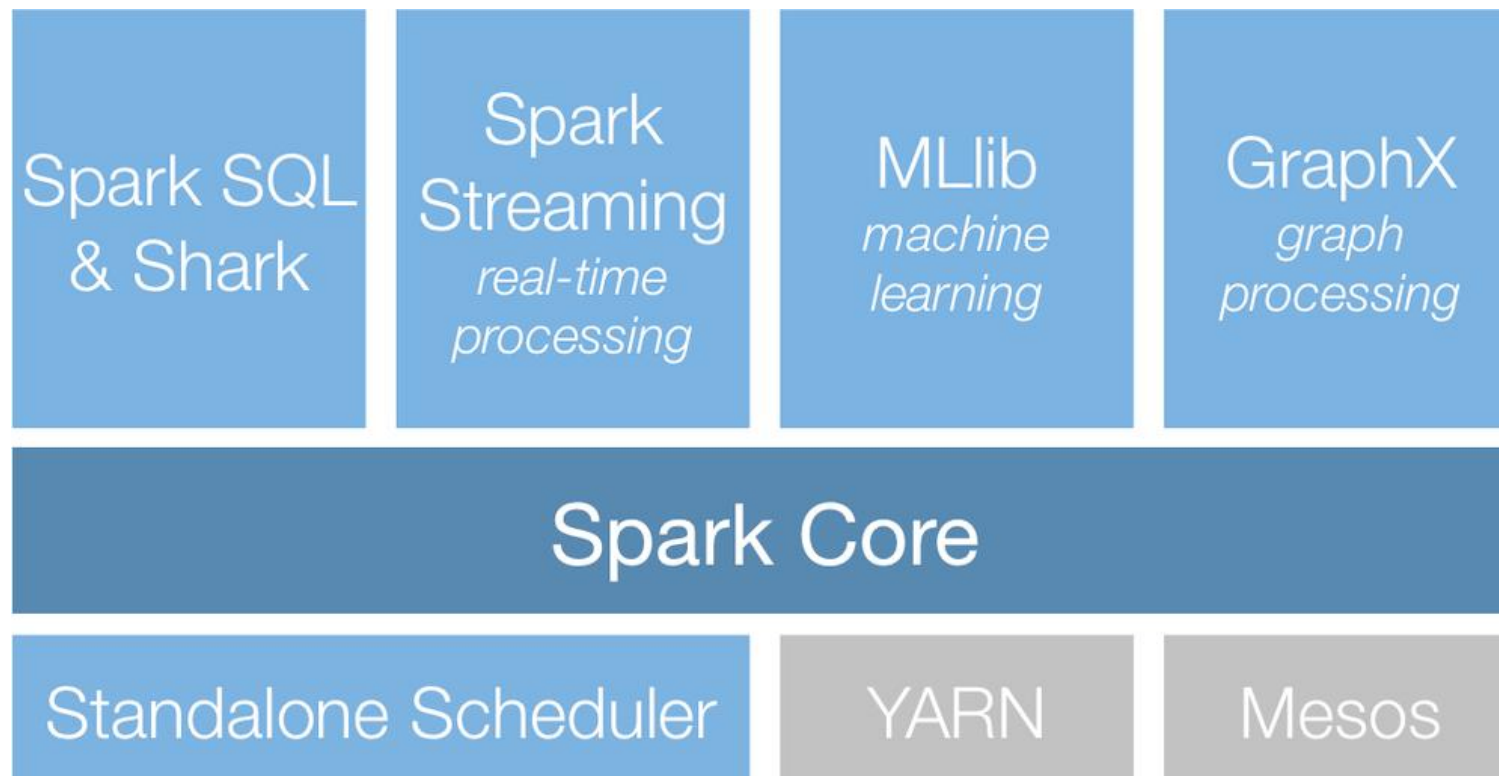 Spark SQL
& Shark
Spark
Streaming
real-time
processing
MLlib
machine
learning
GraphX
graph
processing
Spark Core
Standalone Scheduler
YARN
Mesos